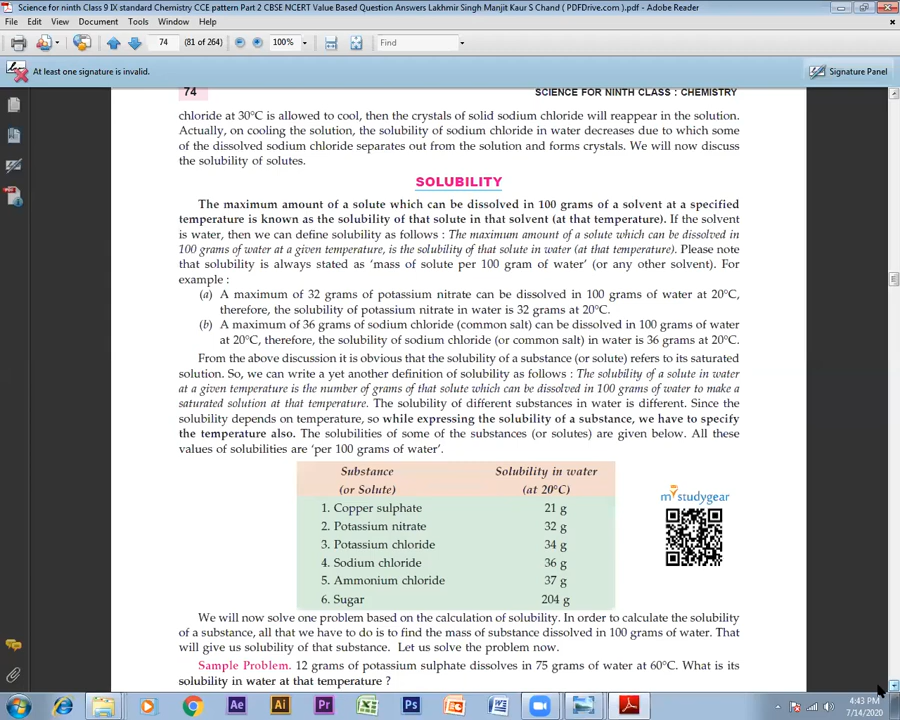 Science for ninth Class 9 IX standard Chemistry CCE pattern Part 2 CBSE NCERT Value Based Question Answers Lakhmir Singh Manjit Kaur S Chand ( PDFDrive.com ).pdf - Adobe Reader
File Edit View Document Tools Window Help
74 (81 of 264) 100% Find
At least one signature is invalid. Signature Panel
74 SCIENCE FOR NINTH CLASS : CHEMISTRY
chloride at 30°C is allowed to cool, then the crystals of solid sodium chloride will reappear in the solution.
Actually, on cooling the solution, the solubility of sodium chloride in water decreases due to which some
of the dissolved sodium chloride separates out from the solution and forms crystals. We will now discuss
the solubility of solutes.
SOLUBILITY
The maximum amount of a solute which can be dissolved in 100 grams of a solvent at a specified
temperature is known as the solubility of that solute in that solvent (at that temperature). If the solvent
is water, then we can define solubility as follows : The maximum amount of a solute which can be dissolved in
100 grams of water at a given temperature, is the solubility of that solute in water (at that temperature). Please note
that solubility is always stated as ‘mass of solute per 100 gram of water’ (or any other solvent). For
example :
(a) A maximum of 32 grams of potassium nitrate can be dissolved in 100 grams of water at 20°C,
therefore, the solubility of potassium nitrate in water is 32 grams at 20°C.
(b) A maximum of 36 grams of sodium chloride (common salt) can be dissolved in 100 grams of water
at 20°C, therefore, the solubility of sodium chloride (or common salt) in water is 36 grams at 20°C.
From the above discussion it is obvious that the solubility of a substance (or solute) refers to its saturated
solution. So, we can write a yet another definition of solubility as follows : The solubility of a solute in water
at a given temperature is the number of grams of that solute which can be dissolved in 100 grams of water to make a
saturated solution at that temperature. The solubility of different substances in water is different. Since the
solubility depends on temperature, so while expressing the solubility of a substance, we have to specify
the temperature also. The solubilities of some of the substances (or solutes) are given below. All these
values of solubilities are ‘per 100 grams of water’.
Substance Solubility in water
(or Solute) (at 20°C)
1. Copper sulphate 21 g
2. Potassium nitrate 32 g
3. Potassium chloride 34 g
4. Sodium chloride 36 g
5. Ammonium chloride 37 g
6. Sugar 204 g
mystudygear
We will now solve one problem based on the calculation of solubility. In order to calculate the solubility
of a substance, all that we have to do is to find the mass of substance dissolved in 100 grams of water. That
will give us solubility of that substance. Let us solve the problem now.
Sample Problem. 12 grams of potassium sulphate dissolves in 75 grams of water at 60°C. What is its
solubility in water at that temperature ?
Ae Ai Pr Ps
4:43 PM
7/14/2020